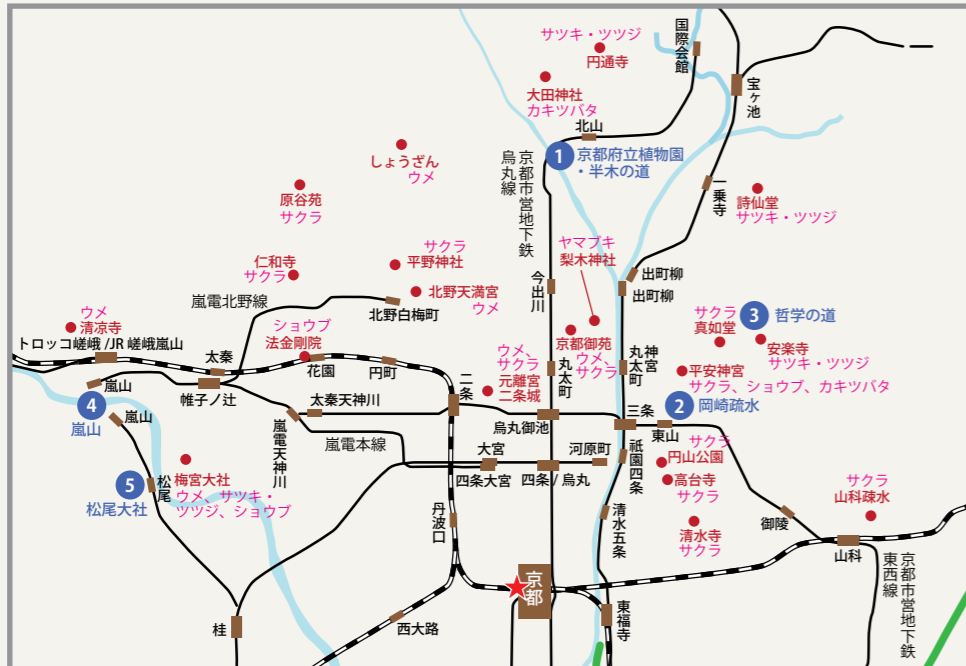 サツキ・ツツジ
円通寺
国際会館
大田神社
カキツバタ
宝ヶ池
北山
1
京都府立植物園
・半木の道
京都市営地下鉄
烏丸線
しょうざん
ウメ
原谷苑
サクラ
一乗寺
詩仙堂
サツキ・ツツジ
仁和寺
サクラ
サクラ
平野神社
北野天満宮
ウメ
嵐電北野線
北野白梅町
ヤマブキ
梨木神社
今出川
出町柳
出町柳
ウメ
清凉寺
トロッコ嵯峨/JR 嵯峨嵐山
太秦
ショウブ
法金剛院
花園
円町
二条
ウメ、
サクラ
元離宮
二条城
丸太町
京都御苑
ウメ、
サクラ
神宮
丸太町
サクラ
真如堂
3
哲学の道
安楽寺
サツキ・ツツジ
平安神宮
サクラ、ショウブ、カキツバタ
2
岡崎疏水
嵐山
4
嵐山
嵐山
帷子ノ辻
嵐電天神川
太秦天神川
嵐電本線
烏丸御池
三条
東山
大宮
四条大宮
四条 / 烏丸
河原町
祇園四条
サクラ
円山公園
高台寺
サクラ
清水寺
サクラ
清水五条
5
松尾大社
松尾
梅宮大社
ウメ、サツキ・
ツツジ、ショウブ
丹波口
御陵
サクラ
山科疎水
山科
京都市営地下鉄
東西線
京都
桂
西大路
東福寺